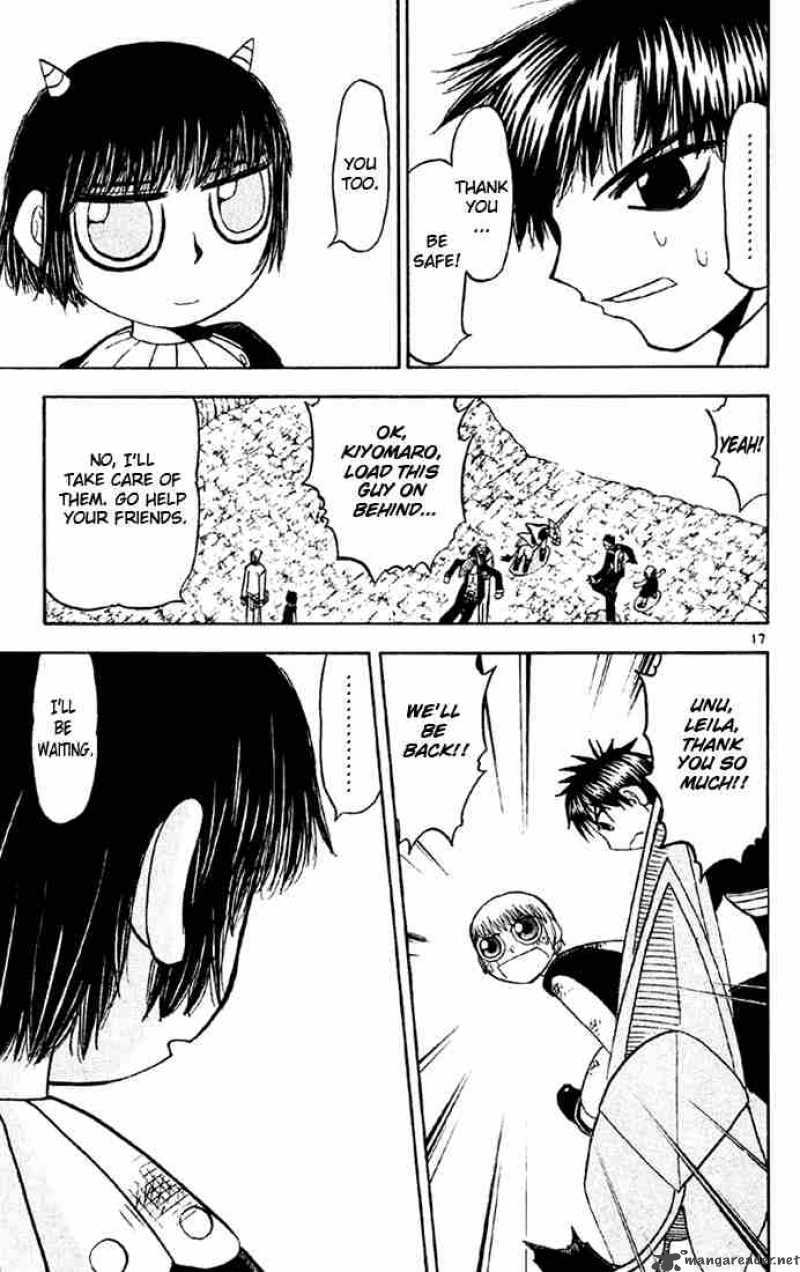 .........
THANK
YOU
...
BE
SAFE!
YOU
TOO.
YEAH!
OK,
KIYOMARO,
LOAD THIS
GUY ON
BEHIND...
NO, I'LL
TAKE CARE OF
THEM. GO HELP
YOUR FRIENDS.
17
UNU,
LEILA,
THANK
YOU SO
MUCH!!
WE'LL
BE
BACK!!
.........
I'LL
BE
WAITING.
mangareader.net